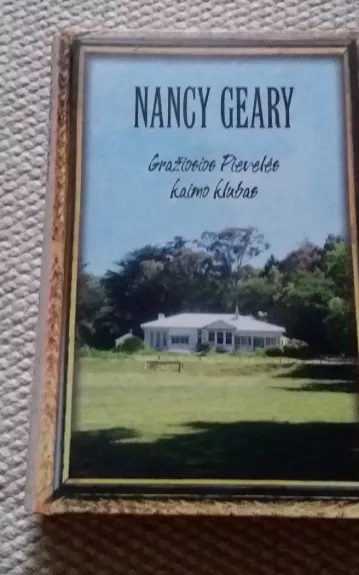 NANCY GEARY
Gražiosios Pievelės
kaimo klubas